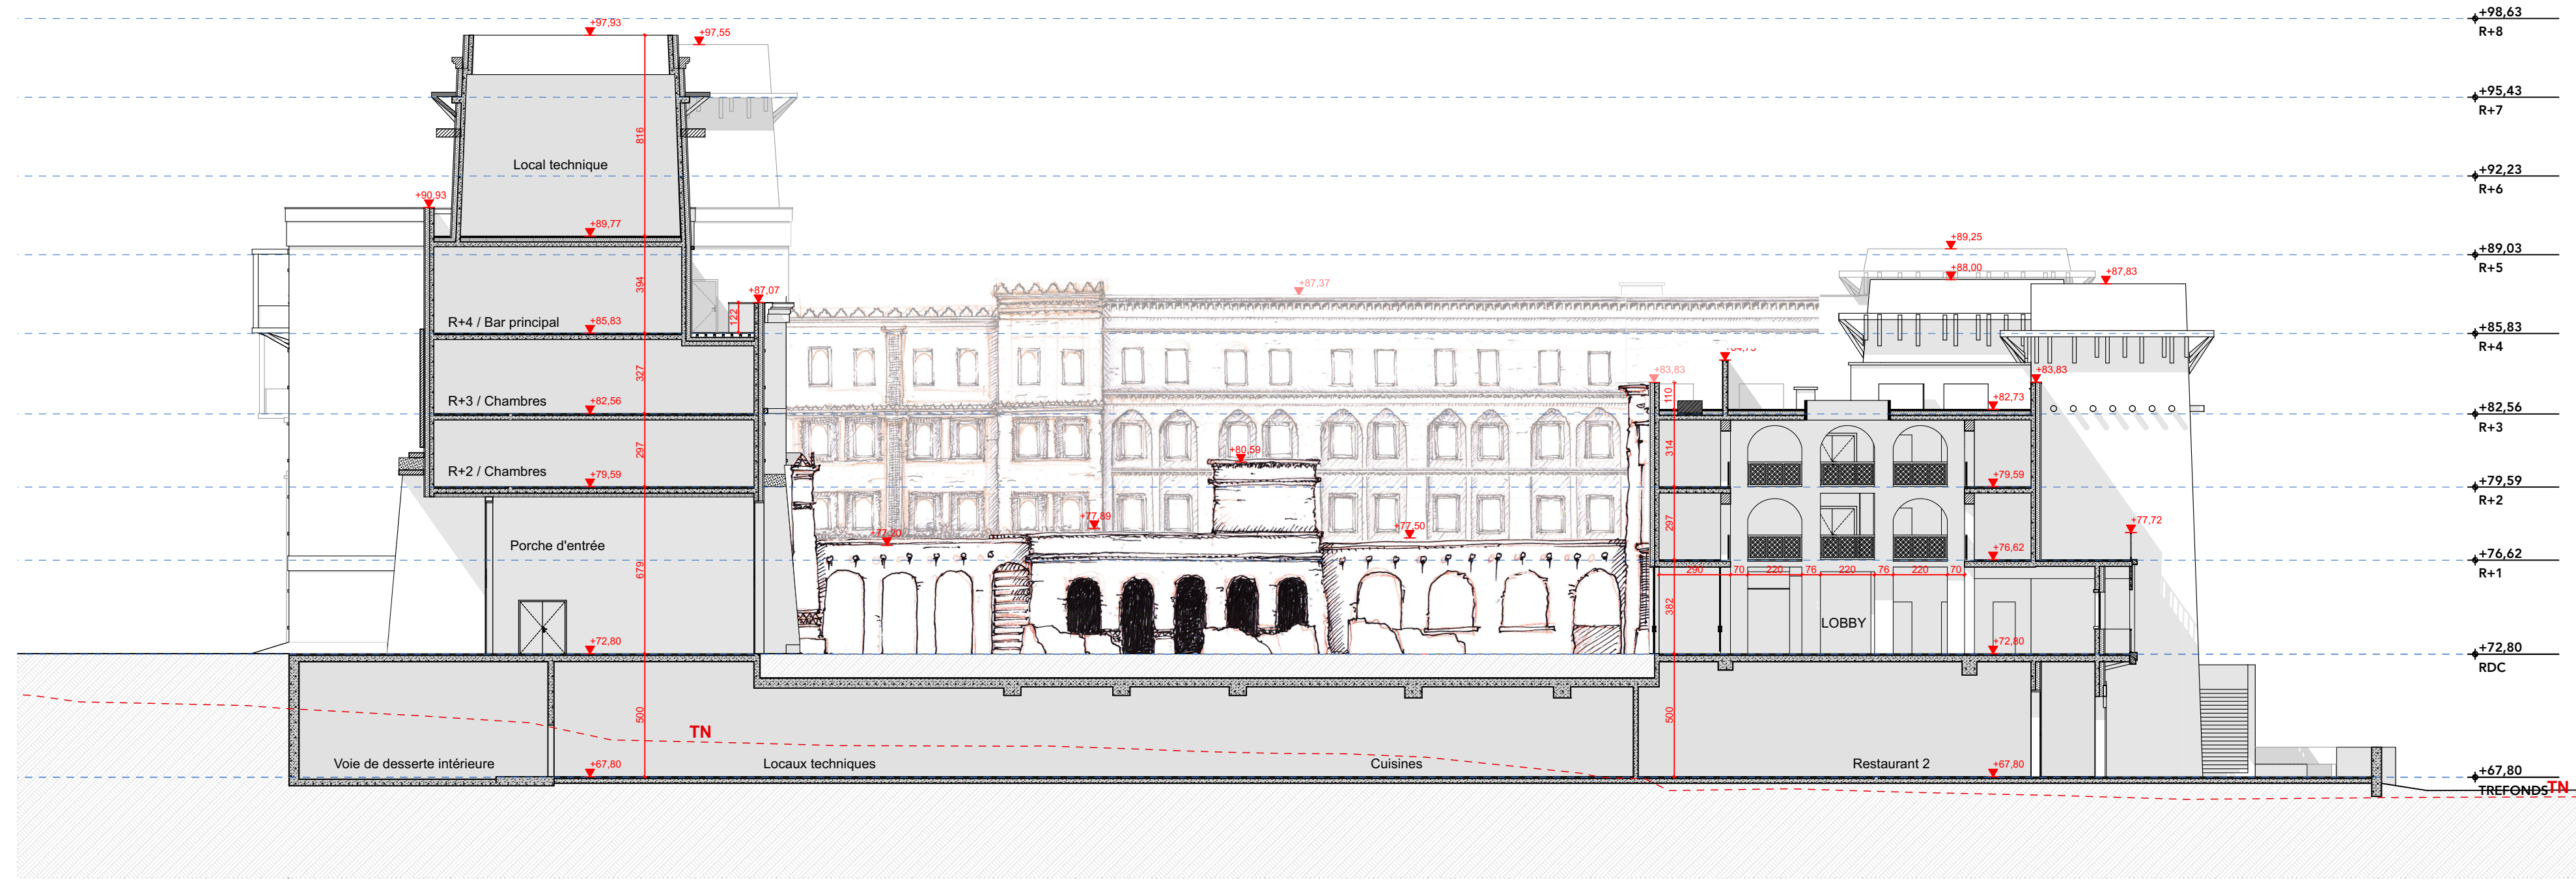 +98,63
R+8
+97,93
+97,55
+95,43
R+7
816
Local technique
+92,23
R+6
+90,93
+89,77
+89,25
+89,03
R+5
+88,00
+87,83
+87,37
+87,07
394
122
R+4 / Bar principal
+85,83
+85,83
R+4
327
R+3 / Chambres
+82,56
+83,83
+83,83
110
+82,73
+82,56
R+3
297
R+2 / Chambres
+79,59
+80,59
314
+79,59
+79,59
R+2
Porche d'entrée
679
+77,20
+77,89
+77,50
297
+77,72
+76,62
+76,62
R+1
290
70
220
76
220
76
220
70
382
LOBBY
+72,80
+72,80
+72,80
RDC
500
TN
500
Voie de desserte intérieure
+67,80
Locaux techniques
Cuisines
Restaurant 2
+67,80
+67,80
TREFONDS
TN